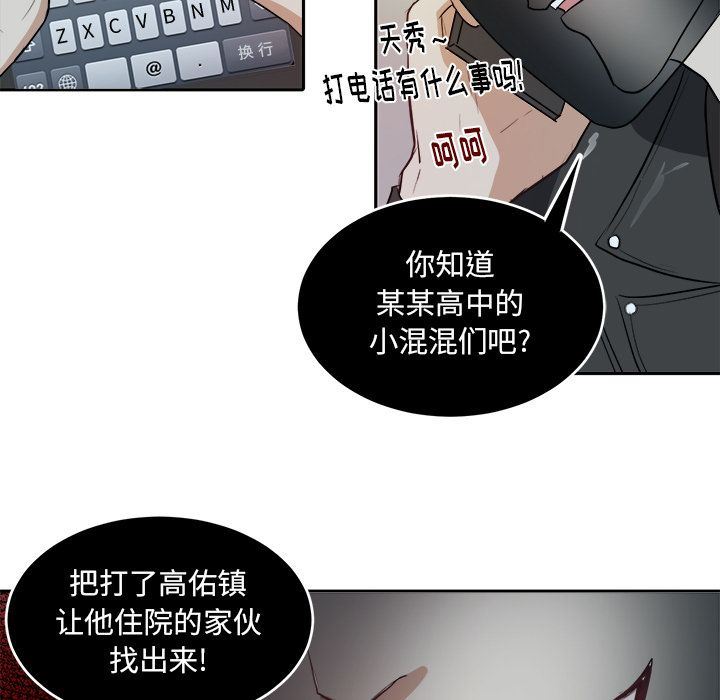 Z X C V B N M
@ . 换行
天秀～
打电话有什么事吗!
呵呵
你知道
某某高中的
小混混们吧?
把打了高佑镇
让他住院的家伙
找出来!